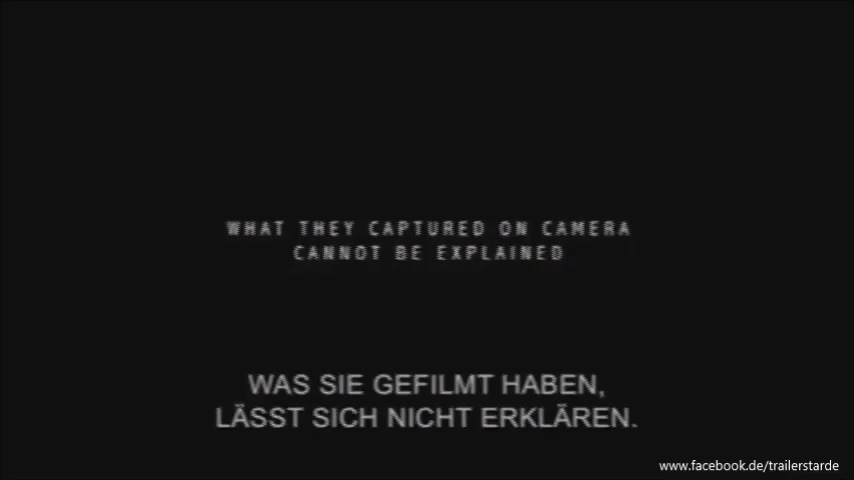 WHAT THEY CAPTURED ON CAMERA
CANNOT BE EXPLAINED
WAS SIE GEFILMT HABEN,
LÄSST SICH NICHT ERKLÄREN.
www.facebook.de/trailerstarde